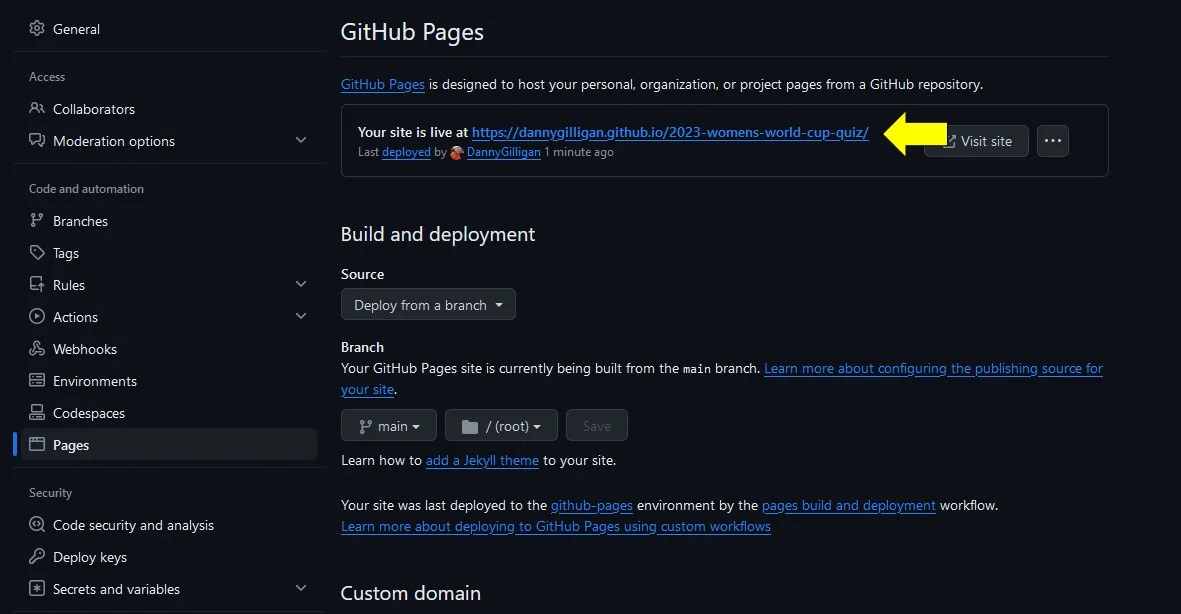 General
Access
Collaborators
Moderation options
Code and automation
Branches
Tags
Rules
Actions
Webhooks
Environments
Codespaces
Pages
Security
Code security and analysis
Deploy keys
Secrets and variables
GitHub Pages
GitHub Pages is designed to host your personal, organization, or project pages from a GitHub repository.
Your site is live at https://dannygilligan.github.io/2023-womens-world-cup-quiz/
Last deployed by DannyGilligan 1 minute ago
Visit site
Build and deployment
Source
Deploy from a branch
Branch
Your GitHub Pages site is currently being built from the main branch. Learn more about configuring the publishing source for
your site.
main
/ (root)
Save
Learn how to add a Jekyll theme to your site.
Your site was last deployed to the github-pages environment by the pages build and deployment workflow.
Learn more about deploying to GitHub Pages using custom workflows
Custom domain